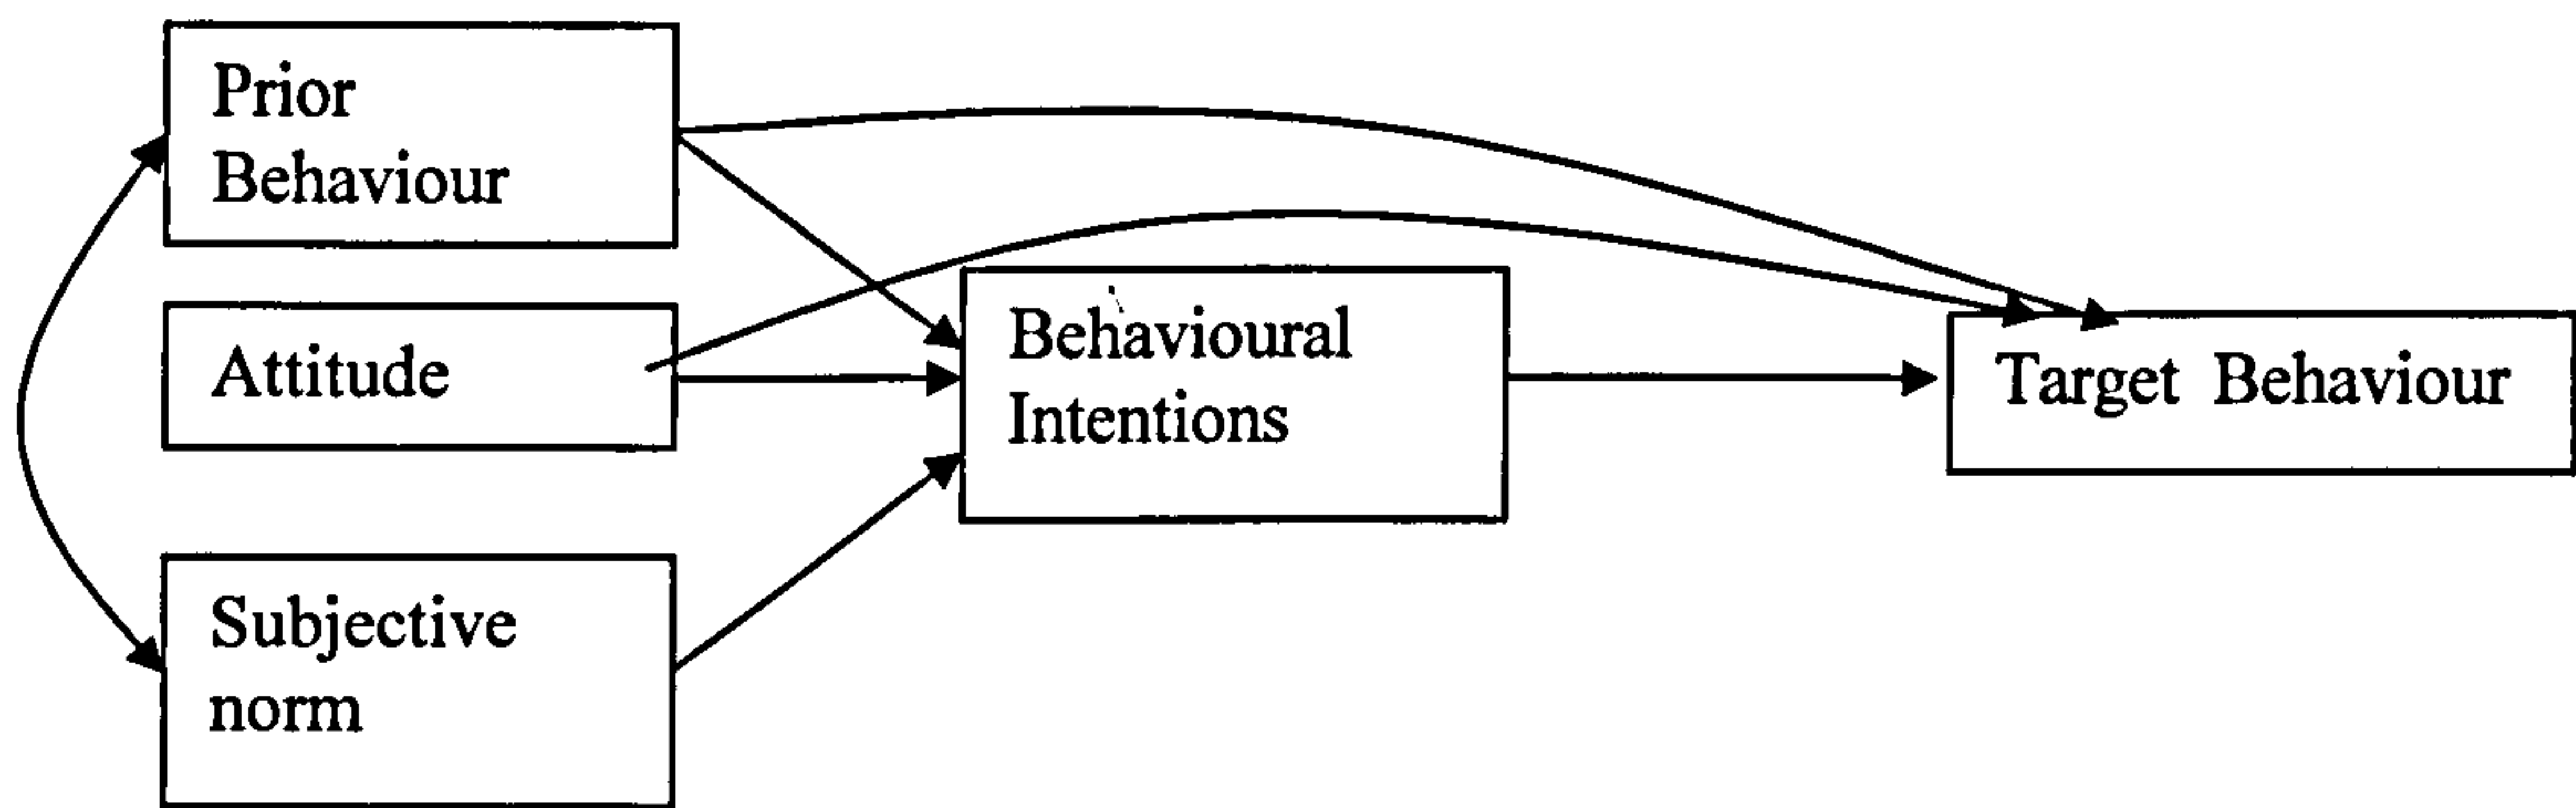 Prior
Behaviour
Attitude
Behavioural
Intentions
Target Behaviour
Subjective
norm